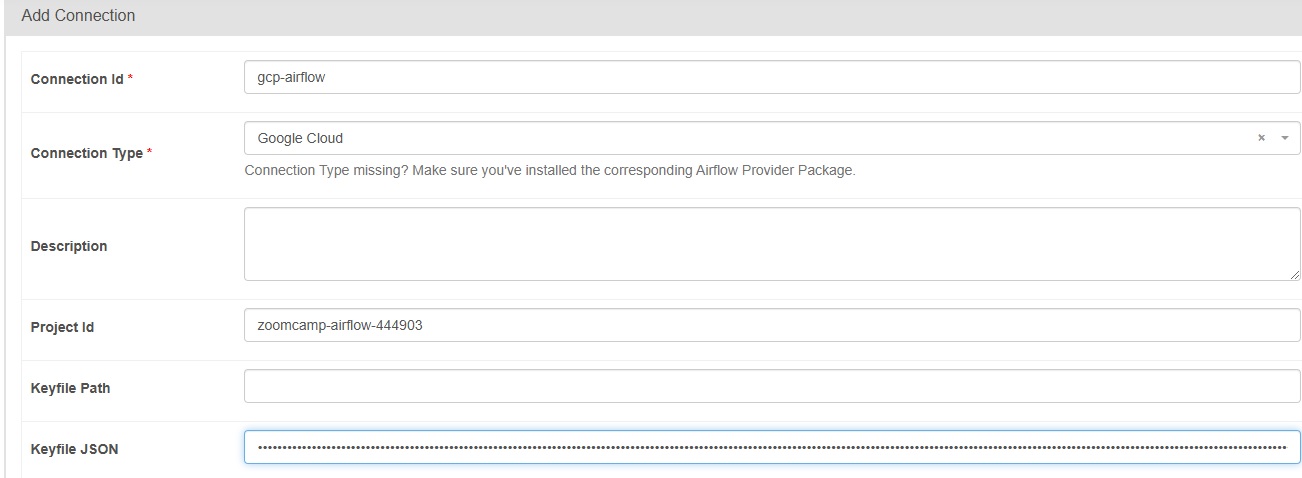 Add Connection
Connection Id *
gcp-airflow
Connection Type *
Google Cloud
Connection Type missing? Make sure you've installed the corresponding Airflow Provider Package.
Description
Project Id
zoomcamp-airflow-444903
Keyfile Path
Keyfile JSON